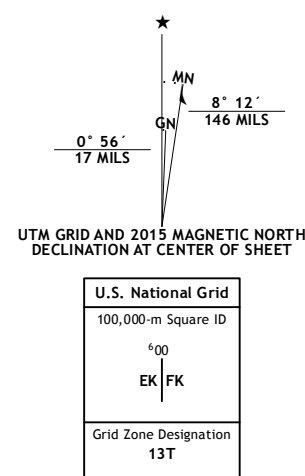 ★
MN
GN
8° 12´
146 MILS
0° 56´
17 MILS
UTM GRID AND 2015 MAGNETIC NORTH
DECLINATION AT CENTER OF SHEET
U.S. National Grid
100,000-m Square ID
⁶00
EK FK
Grid Zone Designation
13T